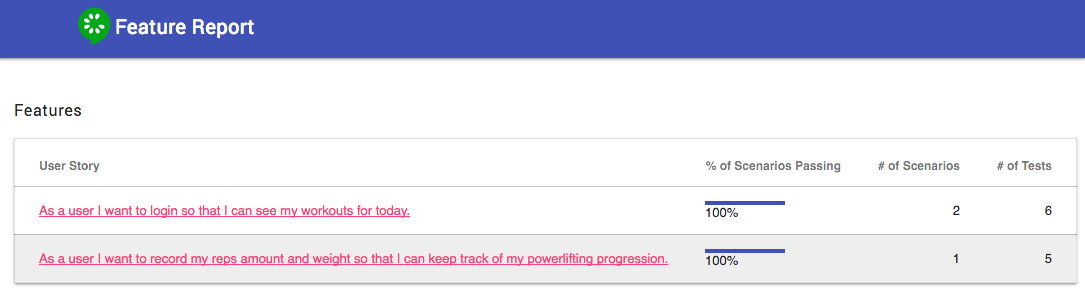 Feature Report
Features
User Story % of Scenarios Passing # of Scenarios # of Tests
As a user I want to login so that I can see my workouts for today. 100% 2 6
As a user I want to record my reps amount and weight so that I can keep track of my powerlifting progression. 100% 1 5